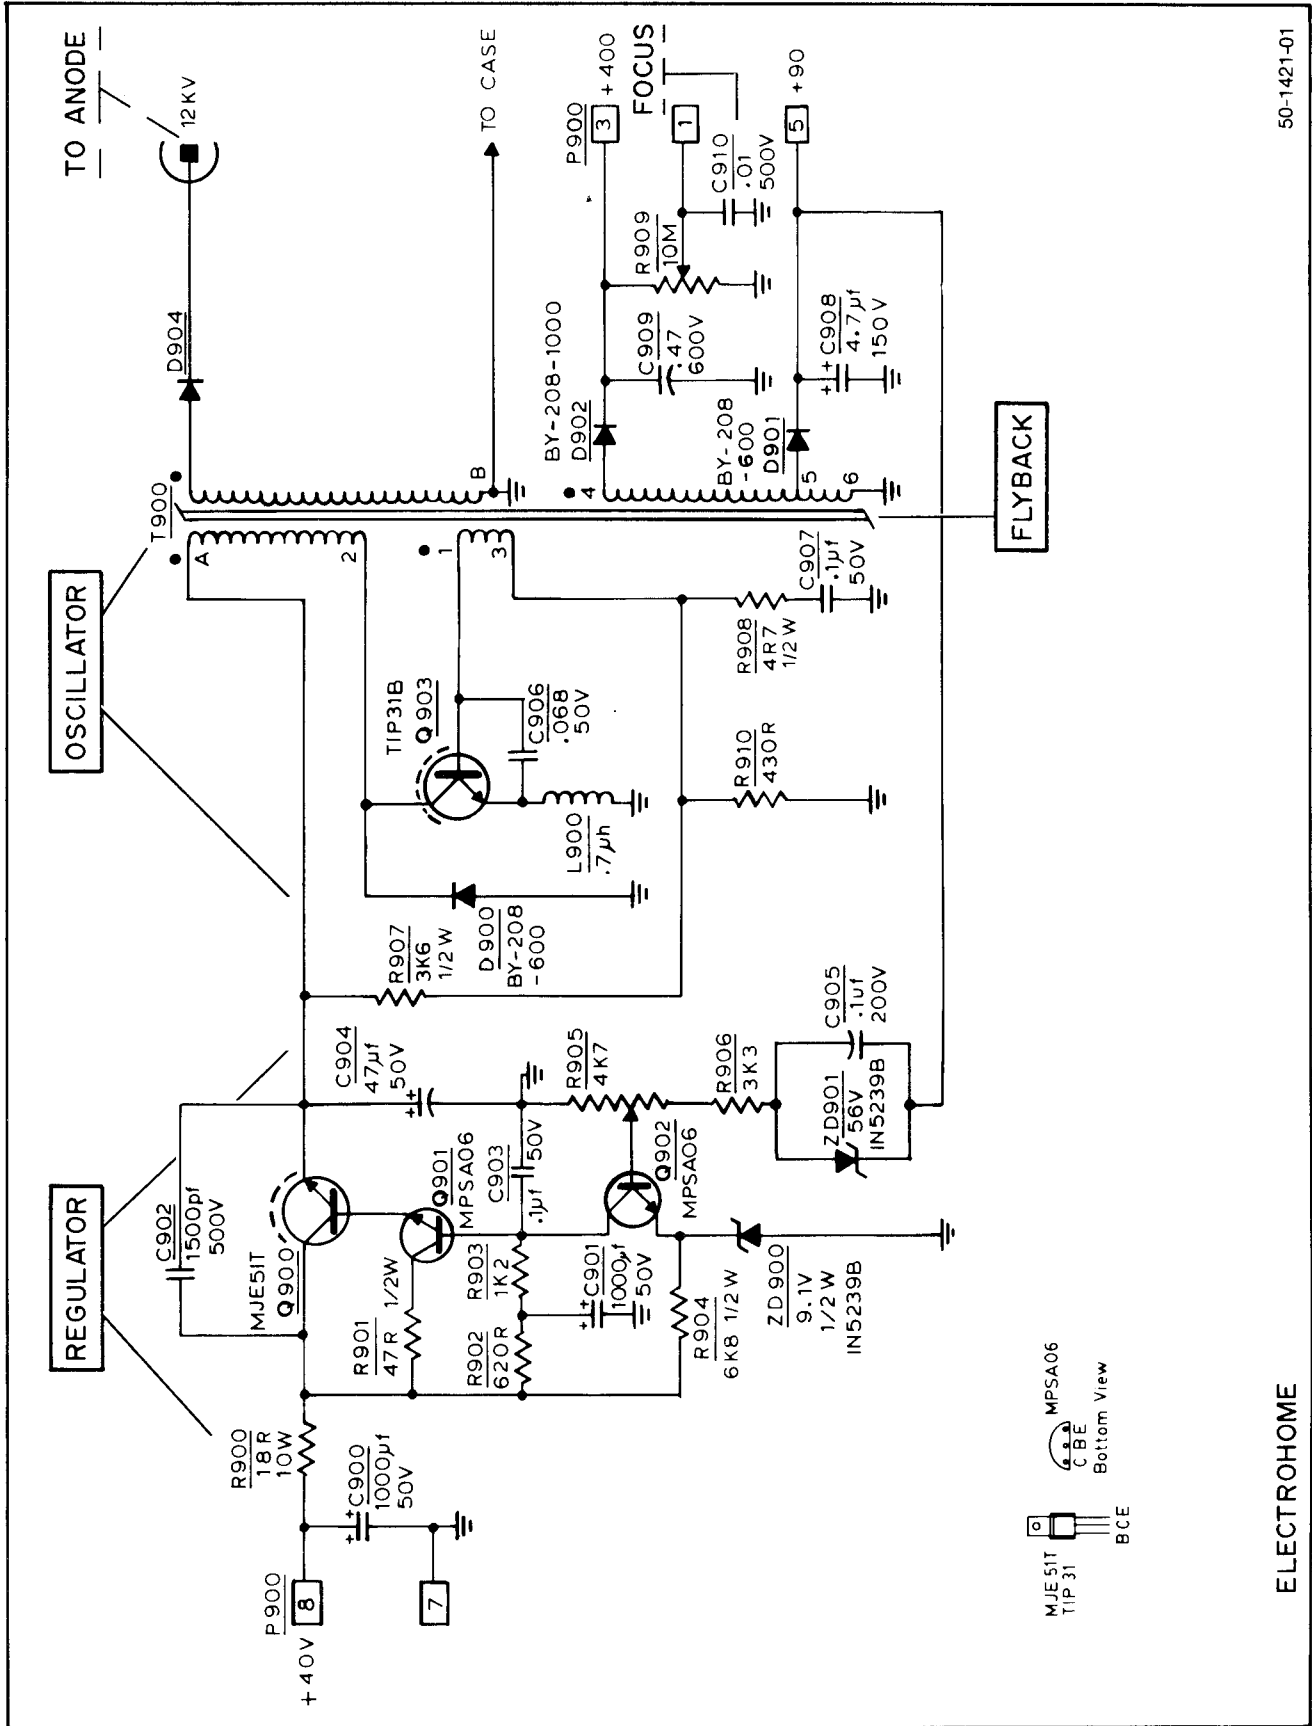 REGULATOR
OSCILLATOR
TO ANODE
C902
1500pf
500V
T900
12KV
D904
A
2
B
TO CASE
MJE51T
Q900
P900
8
+40V
R900
18R
10W
C900
1000µf
50V
7
R901
47R
1/2W
Q901
MPSA06
R902
620R
R903
1K2
C901
1000µf
50V
C903
.1µf
50V
C904
47µf
50V
R907
3K6
1/2W
D900
BY-208
-600
TIP31B
Q903
C906
.068
50V
L900
.7µh
1
3
R904
6K8 1/2W
ZD900
9.1V
1/2W
IN5239B
Q902
MPSA06
R905
4K7
R906
3K3
ZD901
56V
IN5239B
C905
.1uf
200V
R910
430R
R908
4R7
1/2W
C907
.1µf
50V
4
5
6
BY-208-1000
D902
BY-208
-600
D901
C909
.47
600V
R909
10M
C910
.01
500V
C908
4.7µf
150V
P900
3
+400
1
FOCUS
5
+90
FLYBACK
MJE 51T
TIP 31
BCE
MPSA06
CBE
Bottom View
ELECTROHOME
50-1421-01